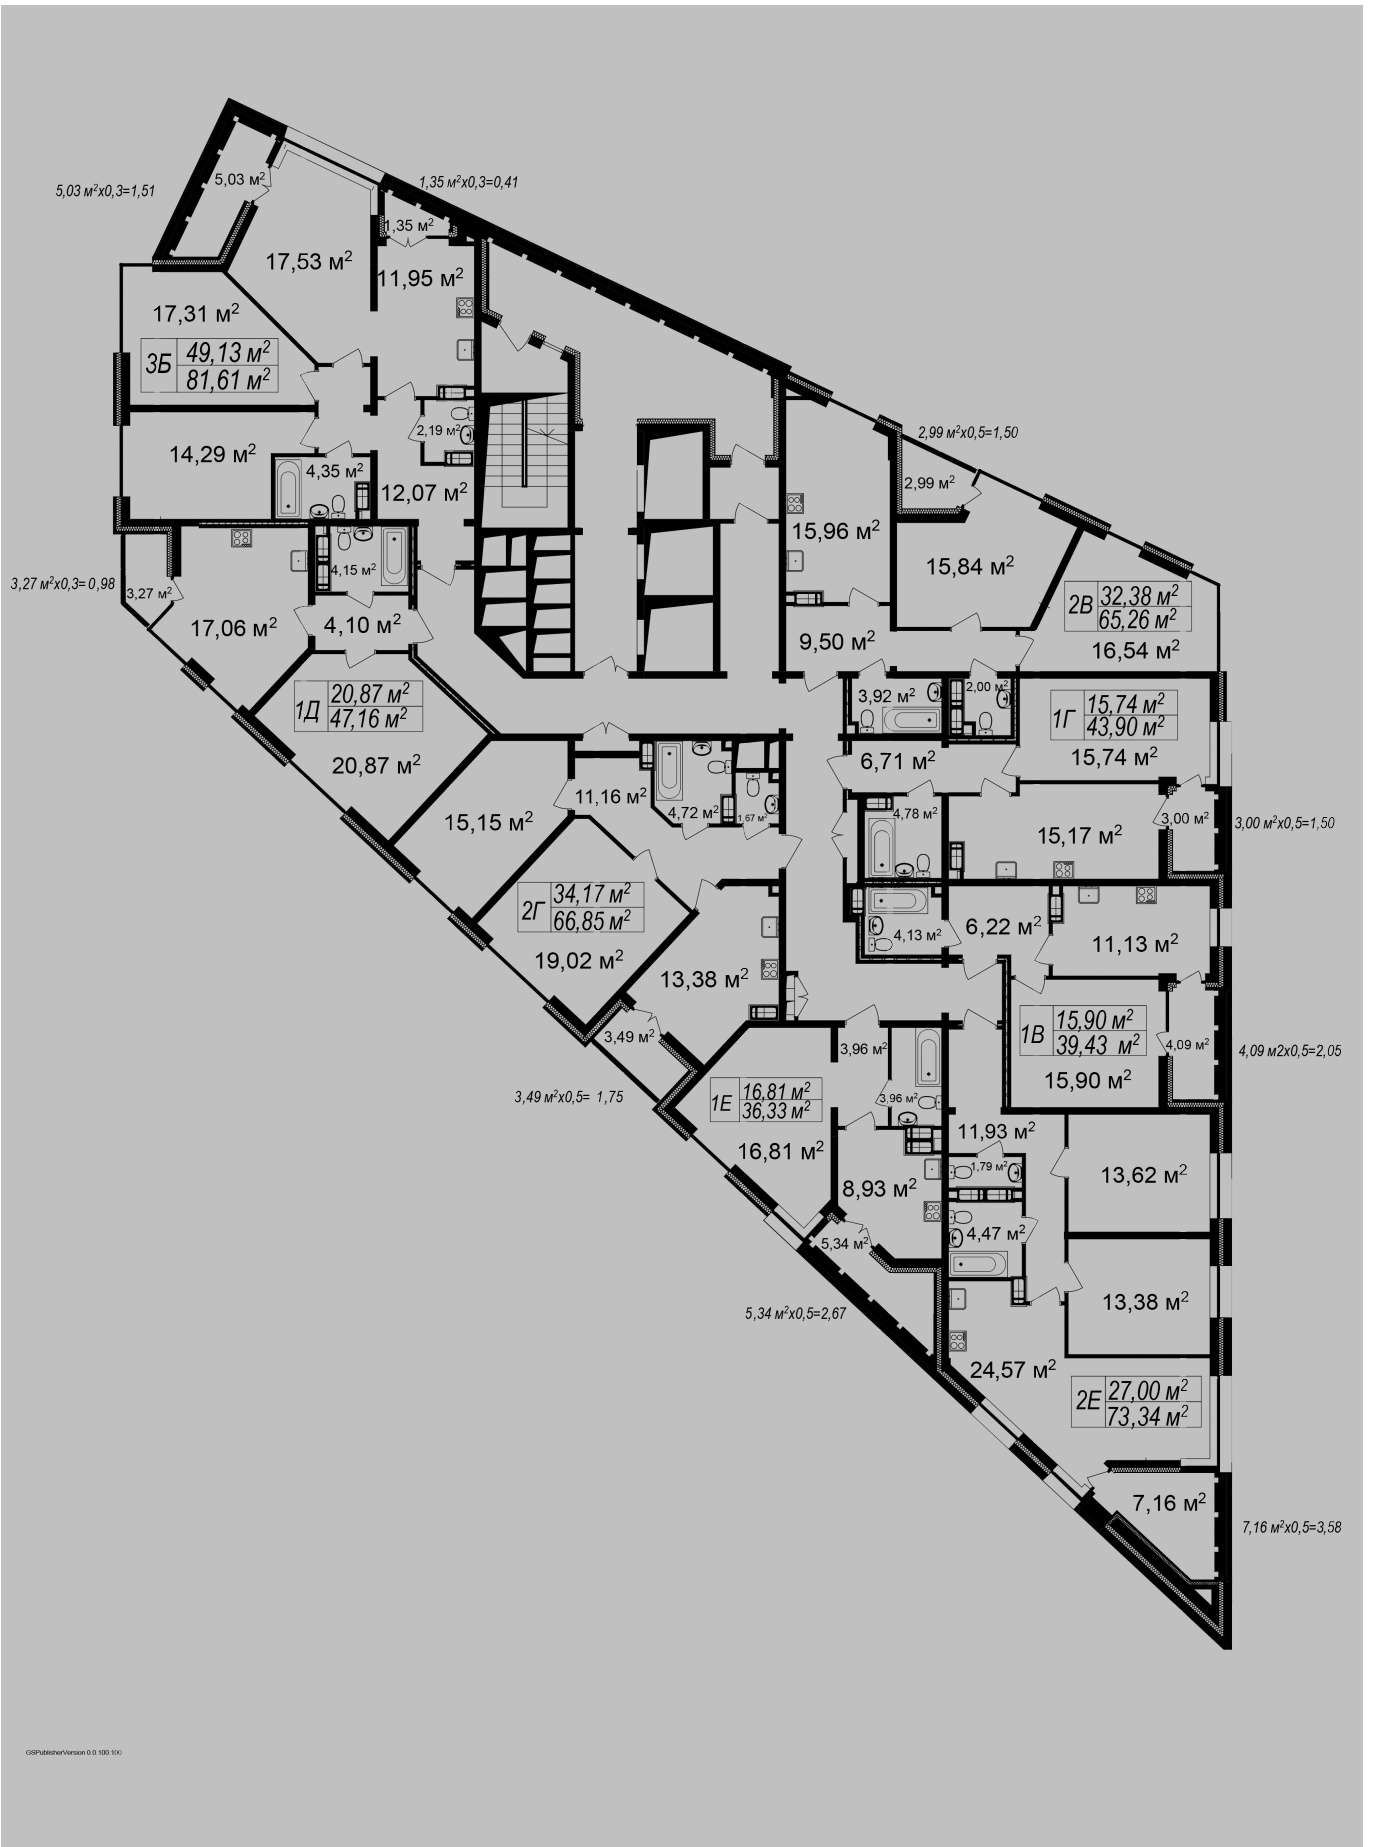 5,03 м²х0,3=1,51
5,03 м²
1,35 м²х0,3=0,41
1,35 м²
17,53 м²
11,95 м²
17,31 м²
3Б
49,13 м²
81,61 м²
14,29 м²
4,35 м²
2,19 м²
12,07 м²
2,99 м²х0,5=1,50
2,99 м²
15,96 м²
15,84 м²
3,27 м²х0,3= 0,98
3,27 м²
4,15 м²
17,06 м²
4,10 м²
2В
32,38 м²
65,26 м²
9,50 м²
16,54 м²
1Д
20,87 м²
47,16 м²
20,87 м²
3,92 м²
2,00 м²
1Г
15,74 м²
43,90 м²
15,74 м²
6,71 м²
11,16 м²
15,15 м²
4,72 м²
1,67 м²
4,78 м²
15,17 м²
3,00 м²
3,00 м²х0,5=1,50
2Г
34,17 м²
66,85 м²
19,02 м²
4,13 м²
6,22 м²
11,13 м²
13,38 м²
3,49 м²
3,49 м²х0,5= 1,75
3,96 м²
1В
15,90 м²
39,43 м²
15,90 м²
4,09 м²
4,09 м2х0,5=2,05
1Е
16,81 м²
36,33 м²
3,96 м²
16,81 м²
11,93 м²
1,79 м²
13,62 м²
8,93 м²
5,34 м²
4,47 м²
5,34 м²х0,5=2,67
13,38 м²
24,57 м²
2Е
27,00 м²
73,34 м²
7,16 м²
7,16 м²х0,5=3,58
GSPublisherVersion 0.0.100.100